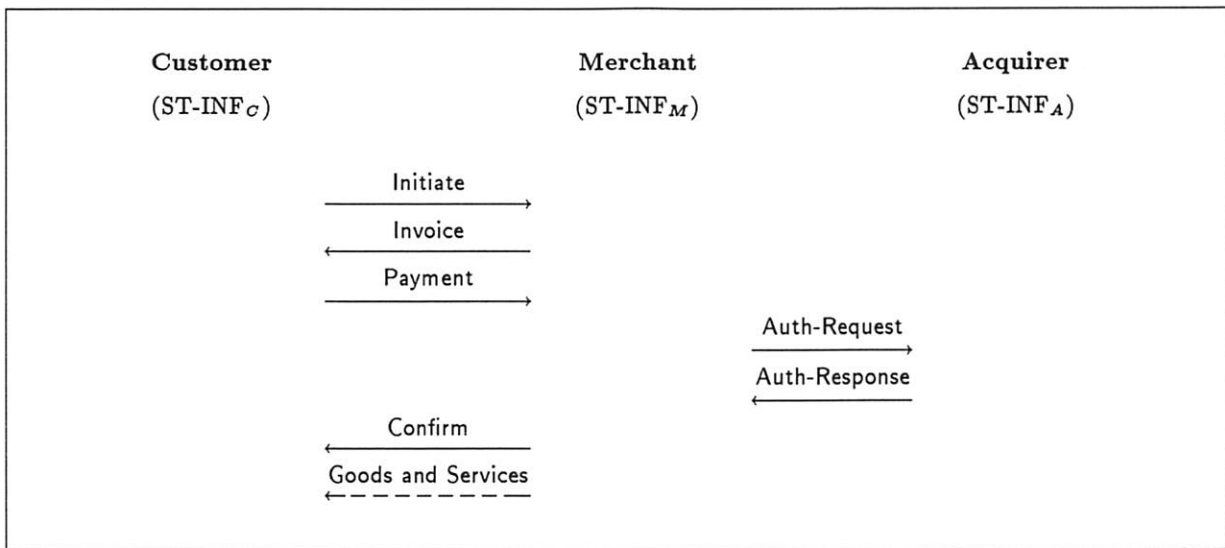 Customer Merchant Acquirer
(ST-INF_C) (ST-INF_M) (ST-INF_A)
Initiate
Invoice
Payment
Auth-Request
Auth-Response
Confirm
Goods and Services